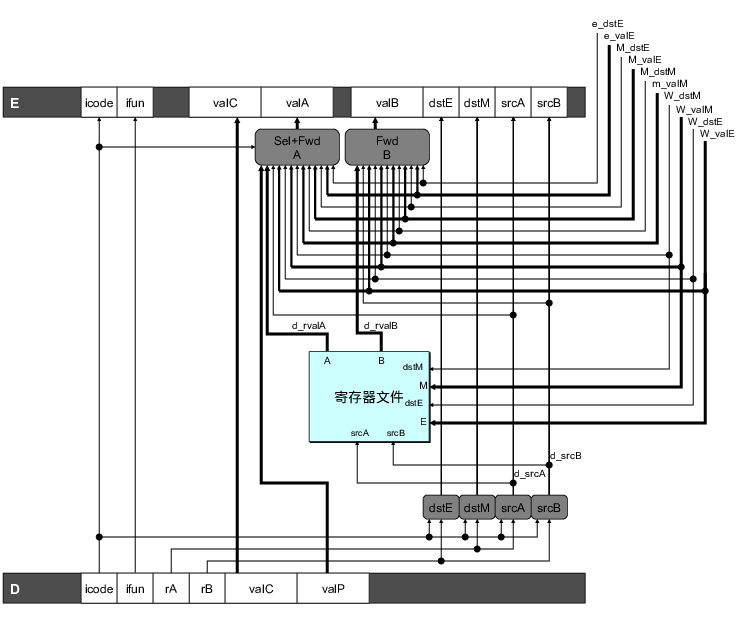 e_dstE
e_valE
M_dstE
M_valE
M_dstM
m_valM
W_dstM
W_valM
W_dstE
W_valE
E icode ifun valC valA valB dstE dstM srcA srcB
Sel+Fwd
A
Fwd
B
d_rvalA d_rvalB
A B
dstM
M
寄存器文件 dstE
E
srcA srcB
d_srcB
d_srcA
dstE dstM srcA srcB
D icode ifun rA rB valC valP